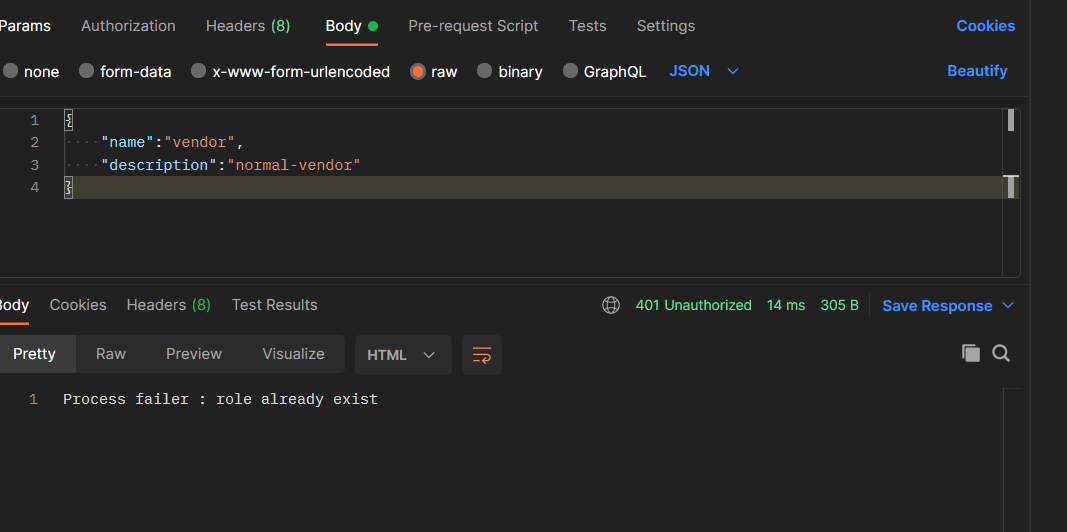 Params Authorization Headers (8) Body Pre-request Script Tests Settings Cookies
none form-data x-www-form-urlencoded raw binary GraphQL JSON Beautify
1 {
2 ····"name":"vendor",
3 ····"description":"normal-vendor"
4 }
Body Cookies Headers (8) Test Results 401 Unauthorized 14 ms 305 B Save Response
Pretty Raw Preview Visualize HTML
1 Process failer : role already exist